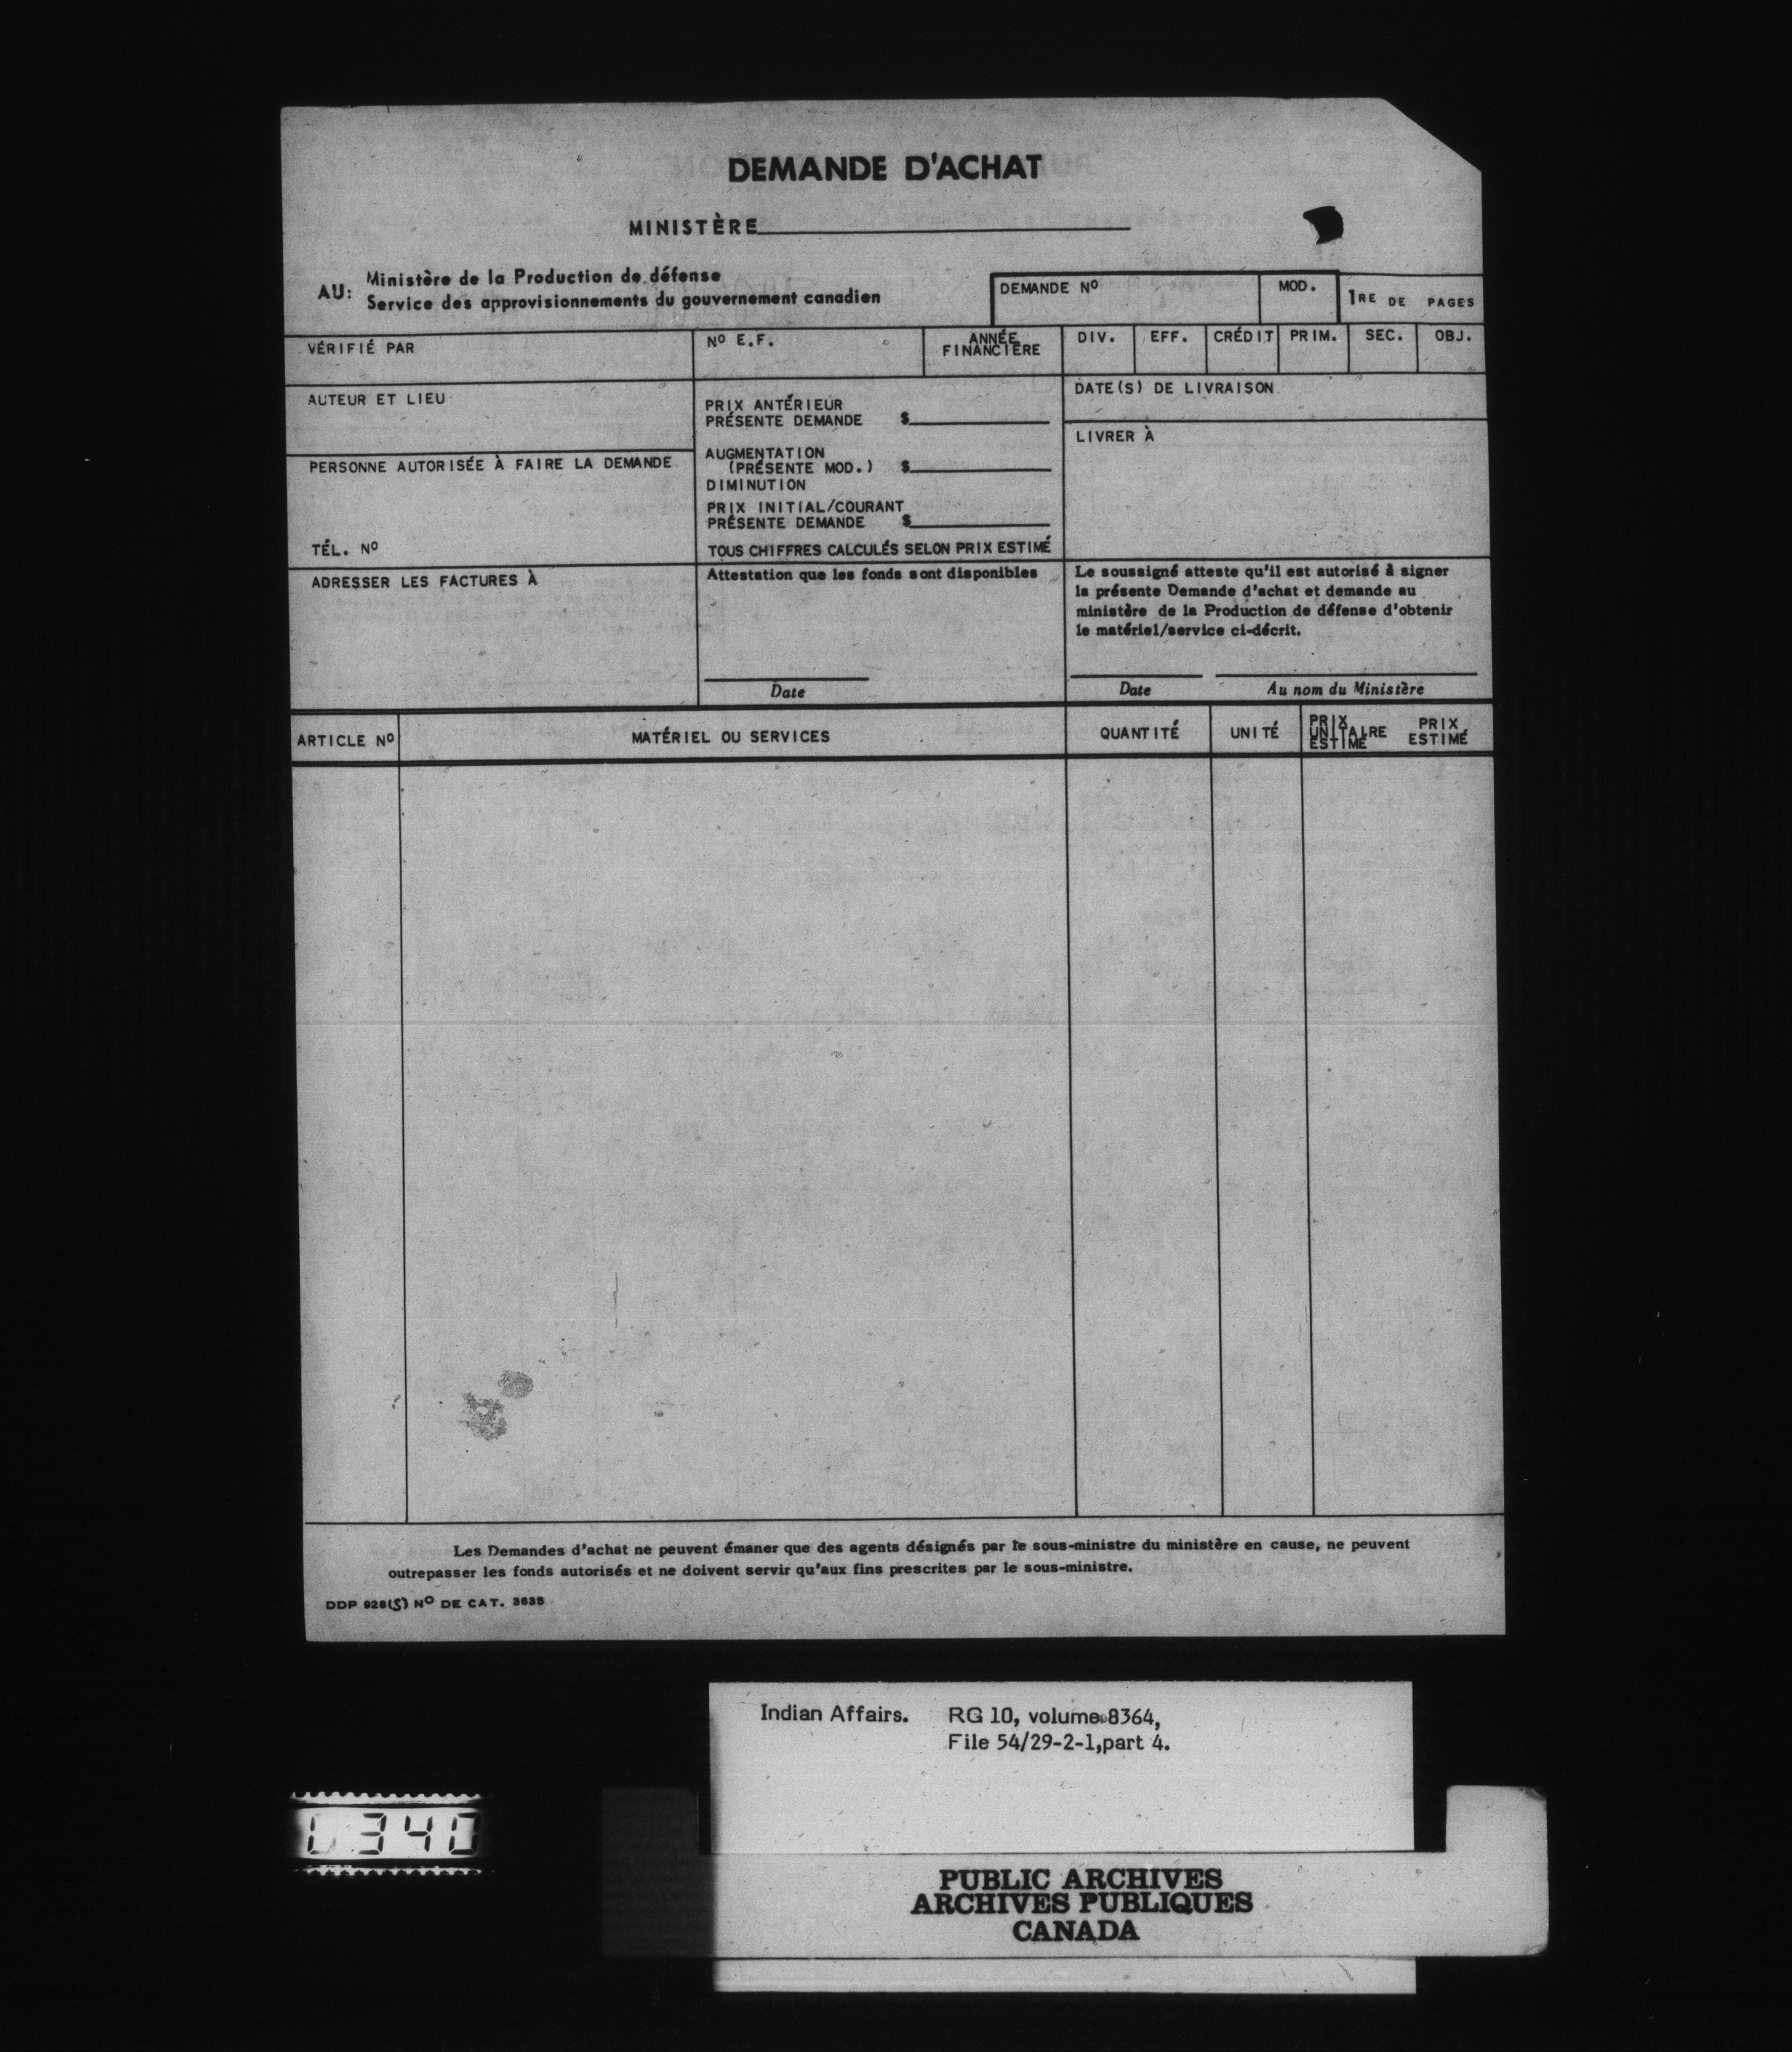 DEMANDE D'ACHAT
MINISTÈRE
AU: Ministère de la Production de défense
Service des approvisionnements du gouvernement canadien
DEMANDE Nº
MOD.
1RE DE PAGES
VÉRIFIÉ PAR
Nº E.F.
ANNÉE
FINANCIÈRE
DIV.
EFF.
CRÉDIT
PRIM.
SEC.
OBJ.
AUTEUR ET LIEU
PERSONNE AUTORISÉE À FAIRE LA DEMANDE
TÉL. Nº
PRIX ANTÉRIEUR
PRÉSENTE DEMANDE $
AUGMENTATION
(PRÉSENTE MOD.) $
DIMINUTION
PRIX INITIAL/COURANT
PRÉSENTE DEMANDE $
TOUS CHIFFRES CALCULÉS SELON PRIX ESTIMÉ
DATE(S) DE LIVRAISON
LIVRER À
ADRESSER LES FACTURES À
Attestation que les fonds sont disponibles
Date
Le soussigné atteste qu'il est autorisé à signer
la présente Demande d'achat et demande au
ministère de la Production de défense d'obtenir
le matériel/service ci-décrit.
Date
Au nom du Ministère
ARTICLE Nº
MATÉRIEL OU SERVICES
QUANTITÉ
UNITÉ
PRIX
UNITAIRE
ESTIMÉ
PRIX
ESTIMÉ
Les Demandes d'achat ne peuvent émaner que des agents désignés par le sous-ministre du ministère en cause, ne peuvent
outrepasser les fonds autorisés et ne doivent servir qu'aux fins prescrites par le sous-ministre.
DDP 928(5) Nº DE CAT. 3635
Indian Affairs. RG 10, volume 8364,
File 54/29-2-1, part 4.
340
PUBLIC ARCHIVES
ARCHIVES PUBLIQUES
CANADA